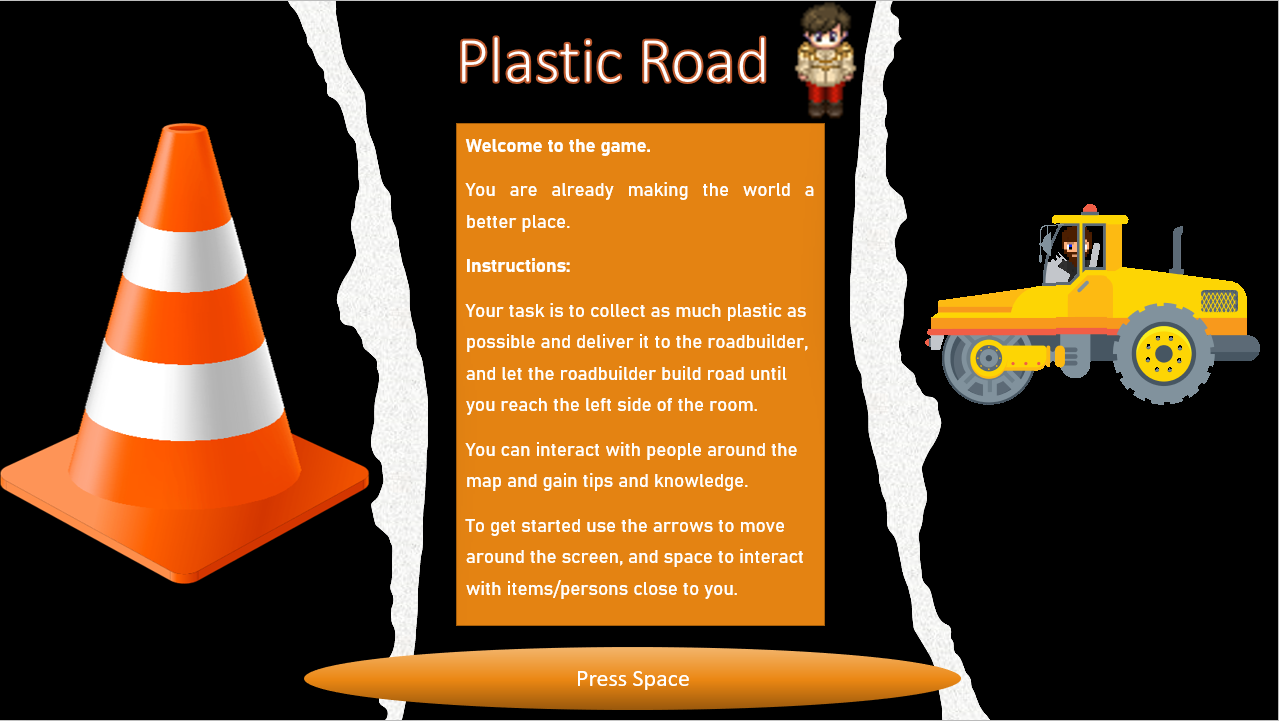 Plastic Road
Welcome to the game.
You are already making the world a
better place.
Instructions:
Your task is to collect as much plastic as
possible and deliver it to the roadbuilder,
and let the roadbuilder build road until
you reach the left side of the room.
You can interact with people around the
map and gain tips and knowledge.
To get started use the arrows to move
around the screen, and space to interact
with items/persons close to you.
Press Space